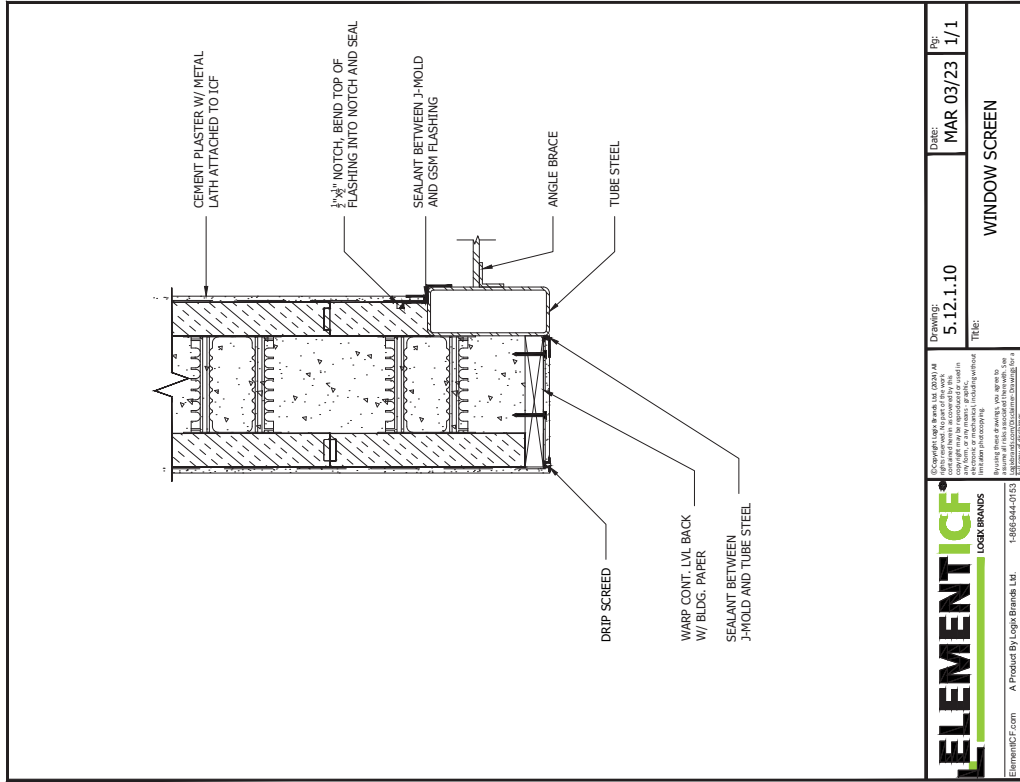 CEMENT PLASTER W/ METAL
LATH ATTACHED TO ICF
1/2"x1/2" NOTCH, BEND TOP OF
FLASHING INTO NOTCH AND SEAL
SEALANT BETWEEN J-MOLD
AND GSM FLASHING
ANGLE BRACE
TUBE STEEL
DRIP SCREED
WARP CONT. LVL BACK
W/ BLDG. PAPER
SEALANT BETWEEN
J-MOLD AND TUBE STEEL
ELEMENTICF®
LOGIX BRANDS
ElementICF.com
A Product By Logix Brands Ltd.
1-866-944-0153
©Copyright Logix Brands Ltd. (2024) All
rights reserved. No part of the work
contained herein as covered by this
copyright may be reproduced or used in
any form, or any means - graphic,
electronic or mechanical, including without
limitation photocopying.
By using these drawings, you agree to
assume all risks associated therewith. See
Logixbrands.com/Disclaimer-Drawings for a
Drawing:
5.12.1.10
Date:
MAR 03/23
Pg:
1/1
Title:
WINDOW SCREEN